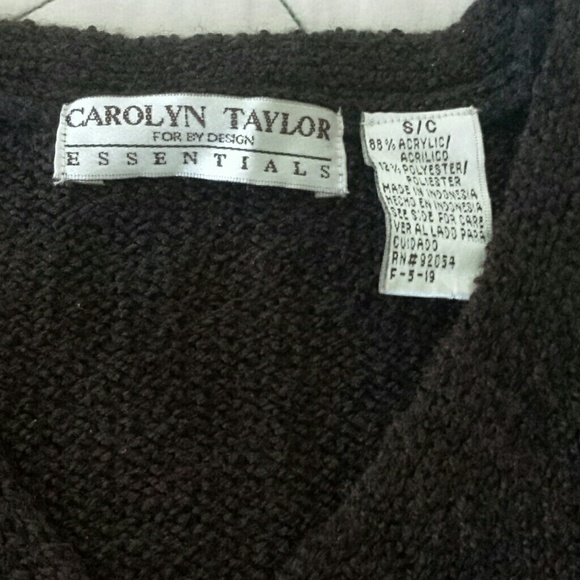 CAROLYN TAYLOR
FOR BY DESIGN
ESSENTIALS
S/C
88% ACRYLIC/
ACRILICO
12% POLYESTER/
POLIESTER
MADE IN INDONESIA
HECHO EN INDONESIA
SEE SIDE FOR CARE
VER AL LADO PARA
CUIDADO
RN#92054
F-5-19